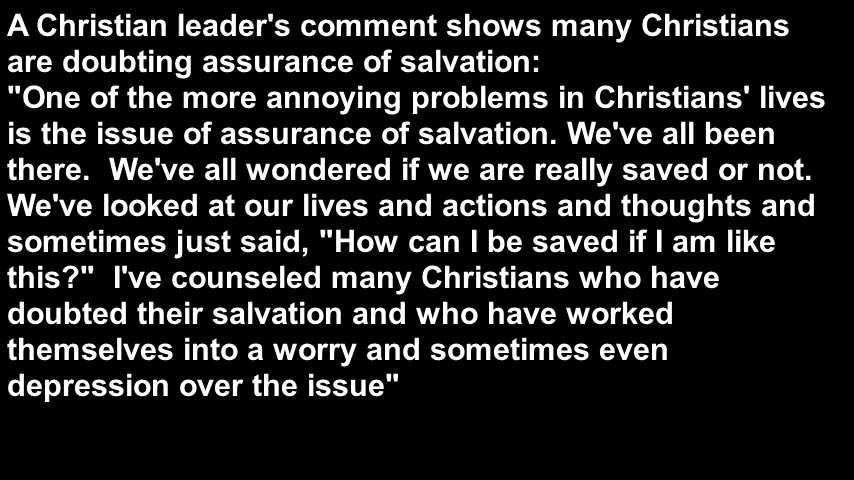 A Christian leader's comment shows many Christians
are doubting assurance of salvation:
"One of the more annoying problems in Christians' lives
is the issue of assurance of salvation. We've all been
there.  We've all wondered if we are really saved or not.
We've looked at our lives and actions and thoughts and
sometimes just said, "How can I be saved if I am like
this?"  I've counseled many Christians who have
doubted their salvation and who have worked
themselves into a worry and sometimes even
depression over the issue"